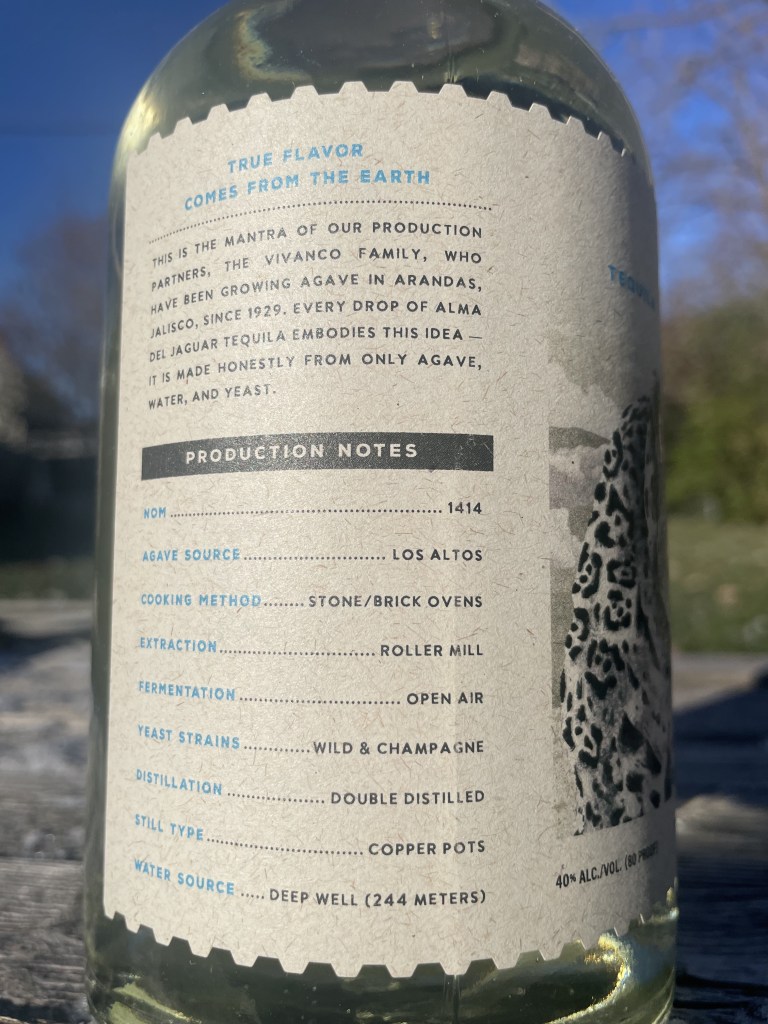 TRUE FLAVOR
COMES FROM THE EARTH
THIS IS THE MANTRA OF OUR PRODUCTION
PARTNERS, THE VIVANCO FAMILY, WHO
HAVE BEEN GROWING AGAVE IN ARANDAS,
JALISCO, SINCE 1929. EVERY DROP OF ALMA
DEL JAGUAR TEQUILA EMBODIES THIS IDEA —
IT IS MADE HONESTLY FROM ONLY AGAVE,
WATER, AND YEAST.
PRODUCTION NOTES
NOM 1414
AGAVE SOURCE LOS ALTOS
COOKING METHOD STONE/BRICK OVENS
EXTRACTION ROLLER MILL
FERMENTATION OPEN AIR
YEAST STRAINS WILD & CHAMPAGNE
DISTILLATION DOUBLE DISTILLED
STILL TYPE COPPER POTS
WATER SOURCE DEEP WELL (244 METERS)
TEQUILA
40% ALC./VOL. (80 PROOF)